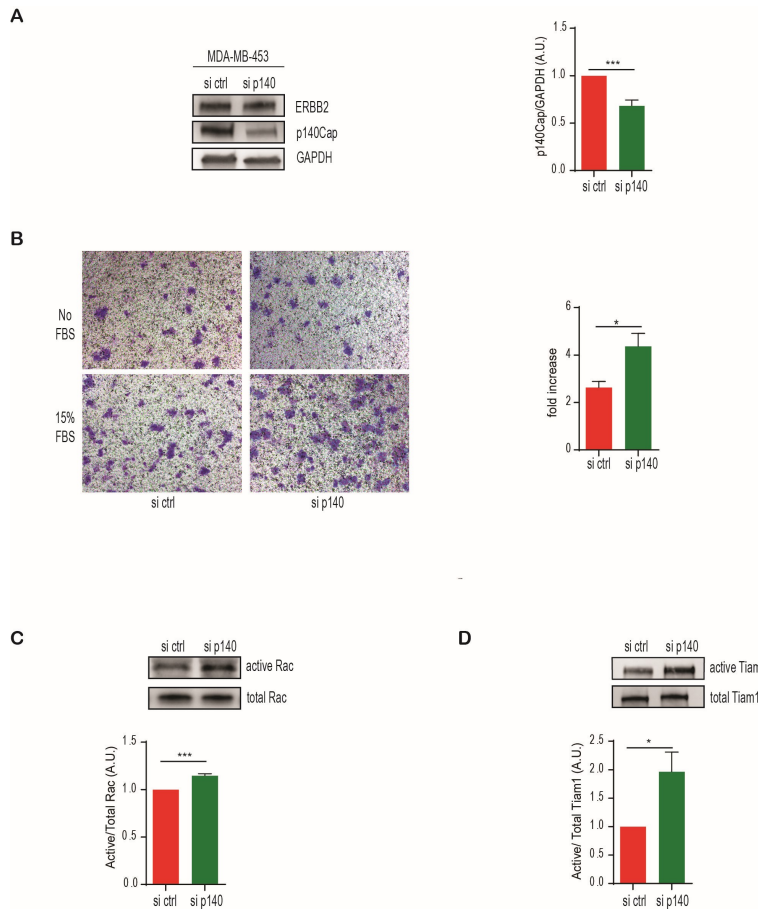 A
MDA-MB-453
si ctrl si p140
ERBB2
p140Cap
GAPDH
p140Cap/GAPDH (A.U.)
1.5
1.0
0.5
0.0
***
si ctrl si p140
B
No
FBS
15%
FBS
si ctrl si p140
fold increase
6
4
2
0
*
si ctrl si p140
C
si ctrl si p140
active Rac
total Rac
Active/Total Rac (A.U.)
1.5
1.0
0.5
0.0
***
si ctrl si p140
D
si ctrl si p140
active Tiam
total Tiam1
Active/ Total Tiam1 (A.U.)
2.5
2.0
1.5
1.0
0.5
0.0
*
si ctrl si p140